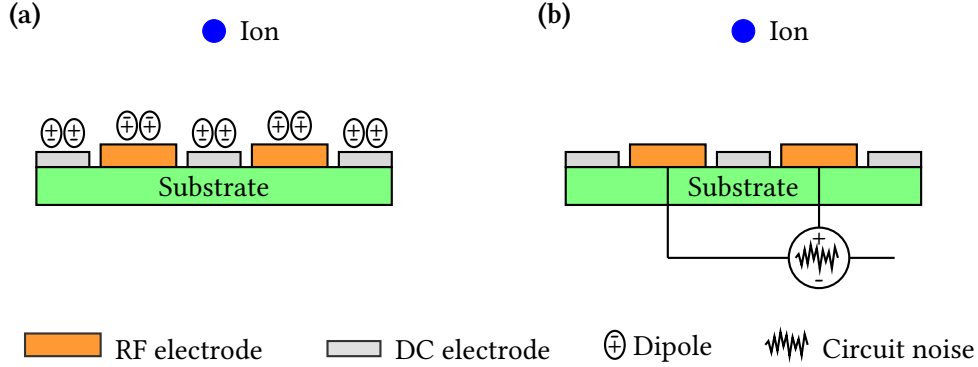 (a)
Ion
Substrate
(b)
Ion
Substrate
RF electrode
DC electrode
Dipole
Circuit noise